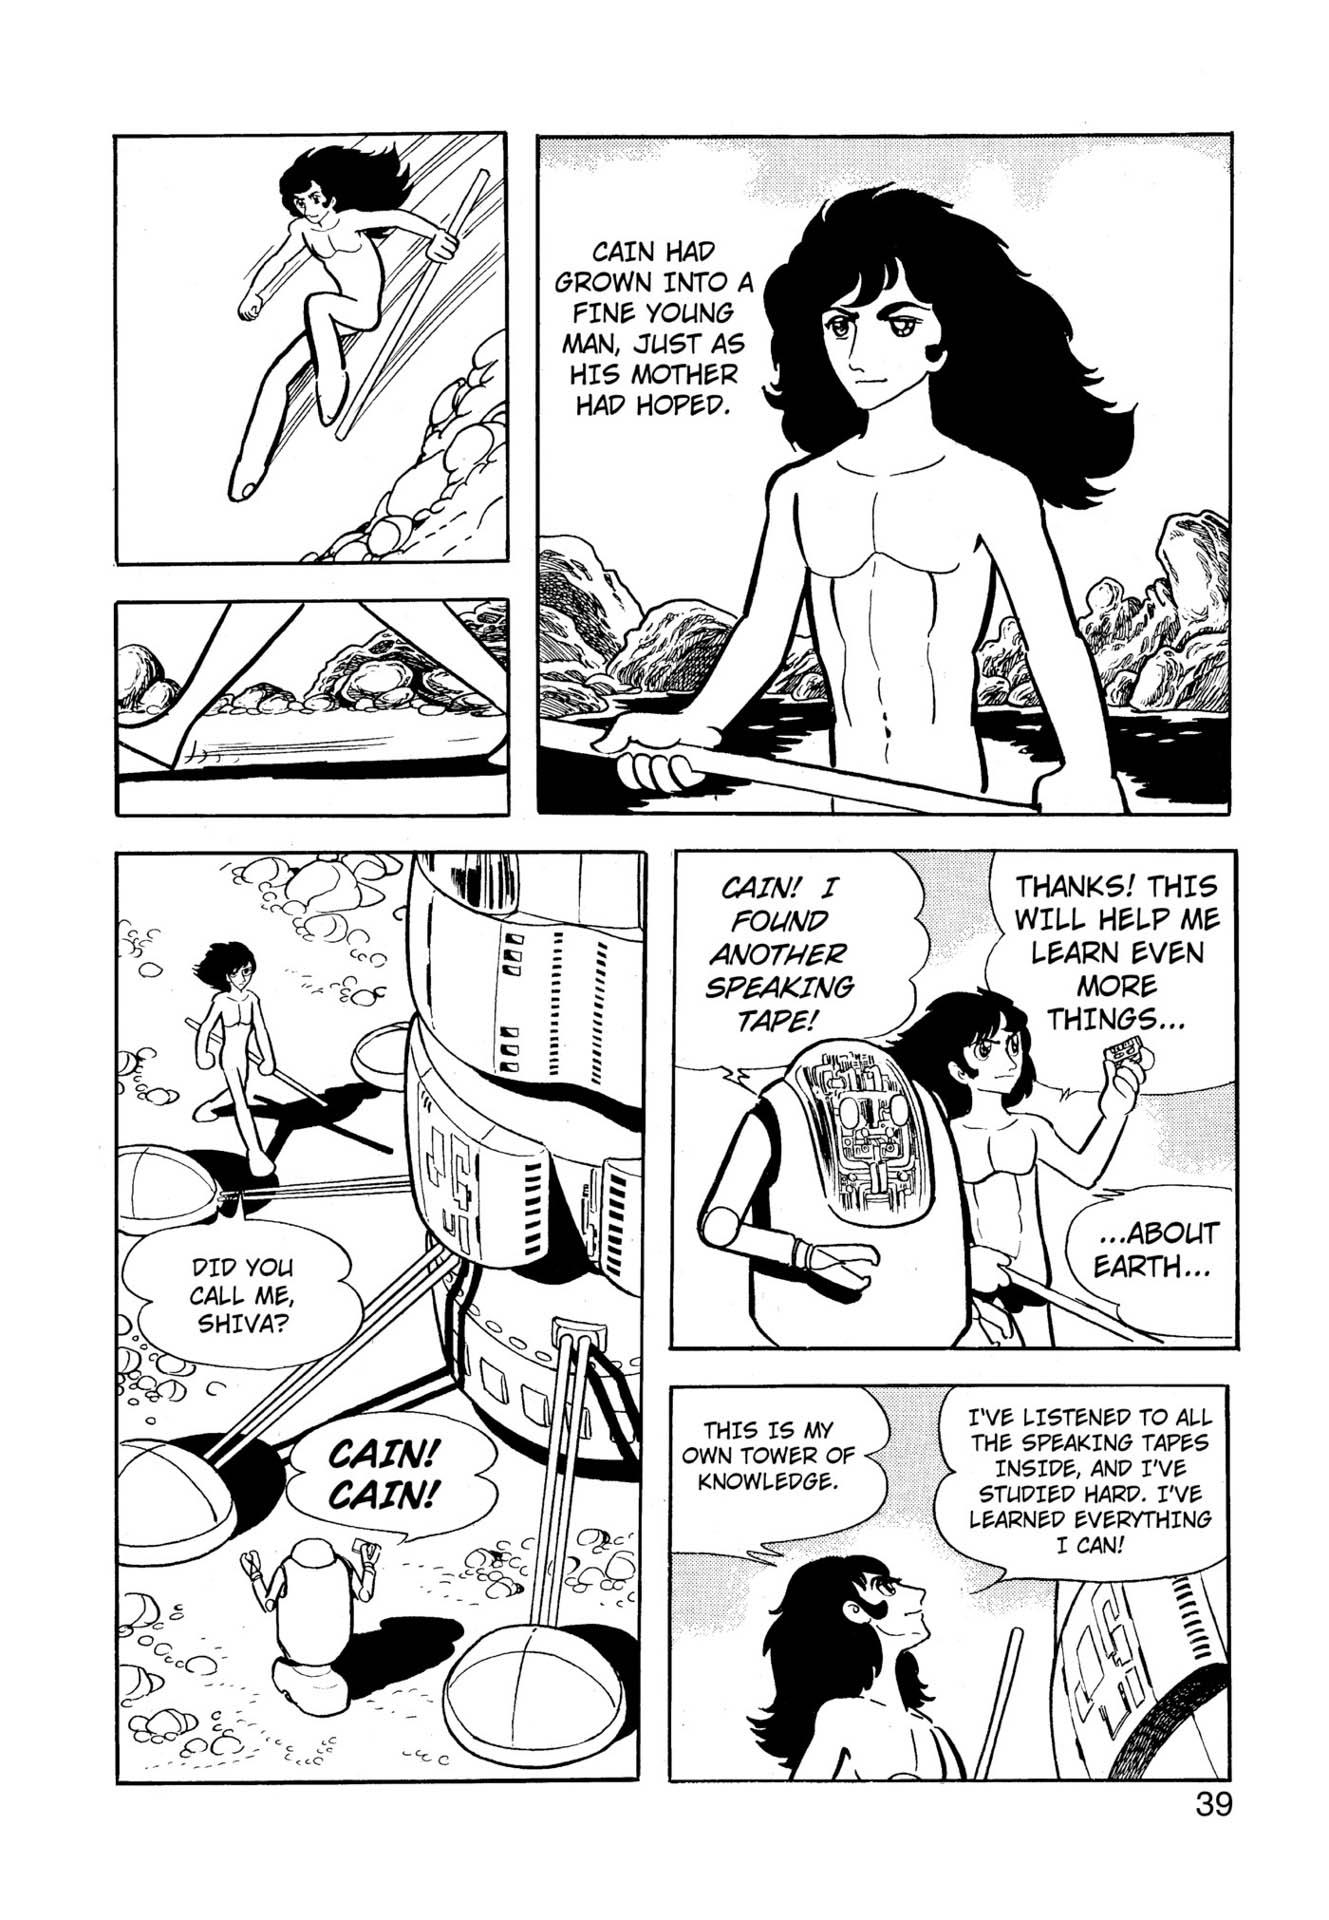 CAIN HAD
GROWN INTO A
FINE YOUNG
MAN, JUST AS
HIS MOTHER
HAD HOPED.
DID YOU
CALL ME,
SHIVA?
CAIN!
CAIN!
CAIN! I
FOUND
ANOTHER
SPEAKING
TAPE!
THANKS! THIS
WILL HELP ME
LEARN EVEN
MORE
THINGS...
...ABOUT
EARTH...
THIS IS MY
OWN TOWER OF
KNOWLEDGE.
I'VE LISTENED TO ALL
THE SPEAKING TAPES
INSIDE, AND I'VE
STUDIED HARD. I'VE
LEARNED EVERYTHING
I CAN!
39